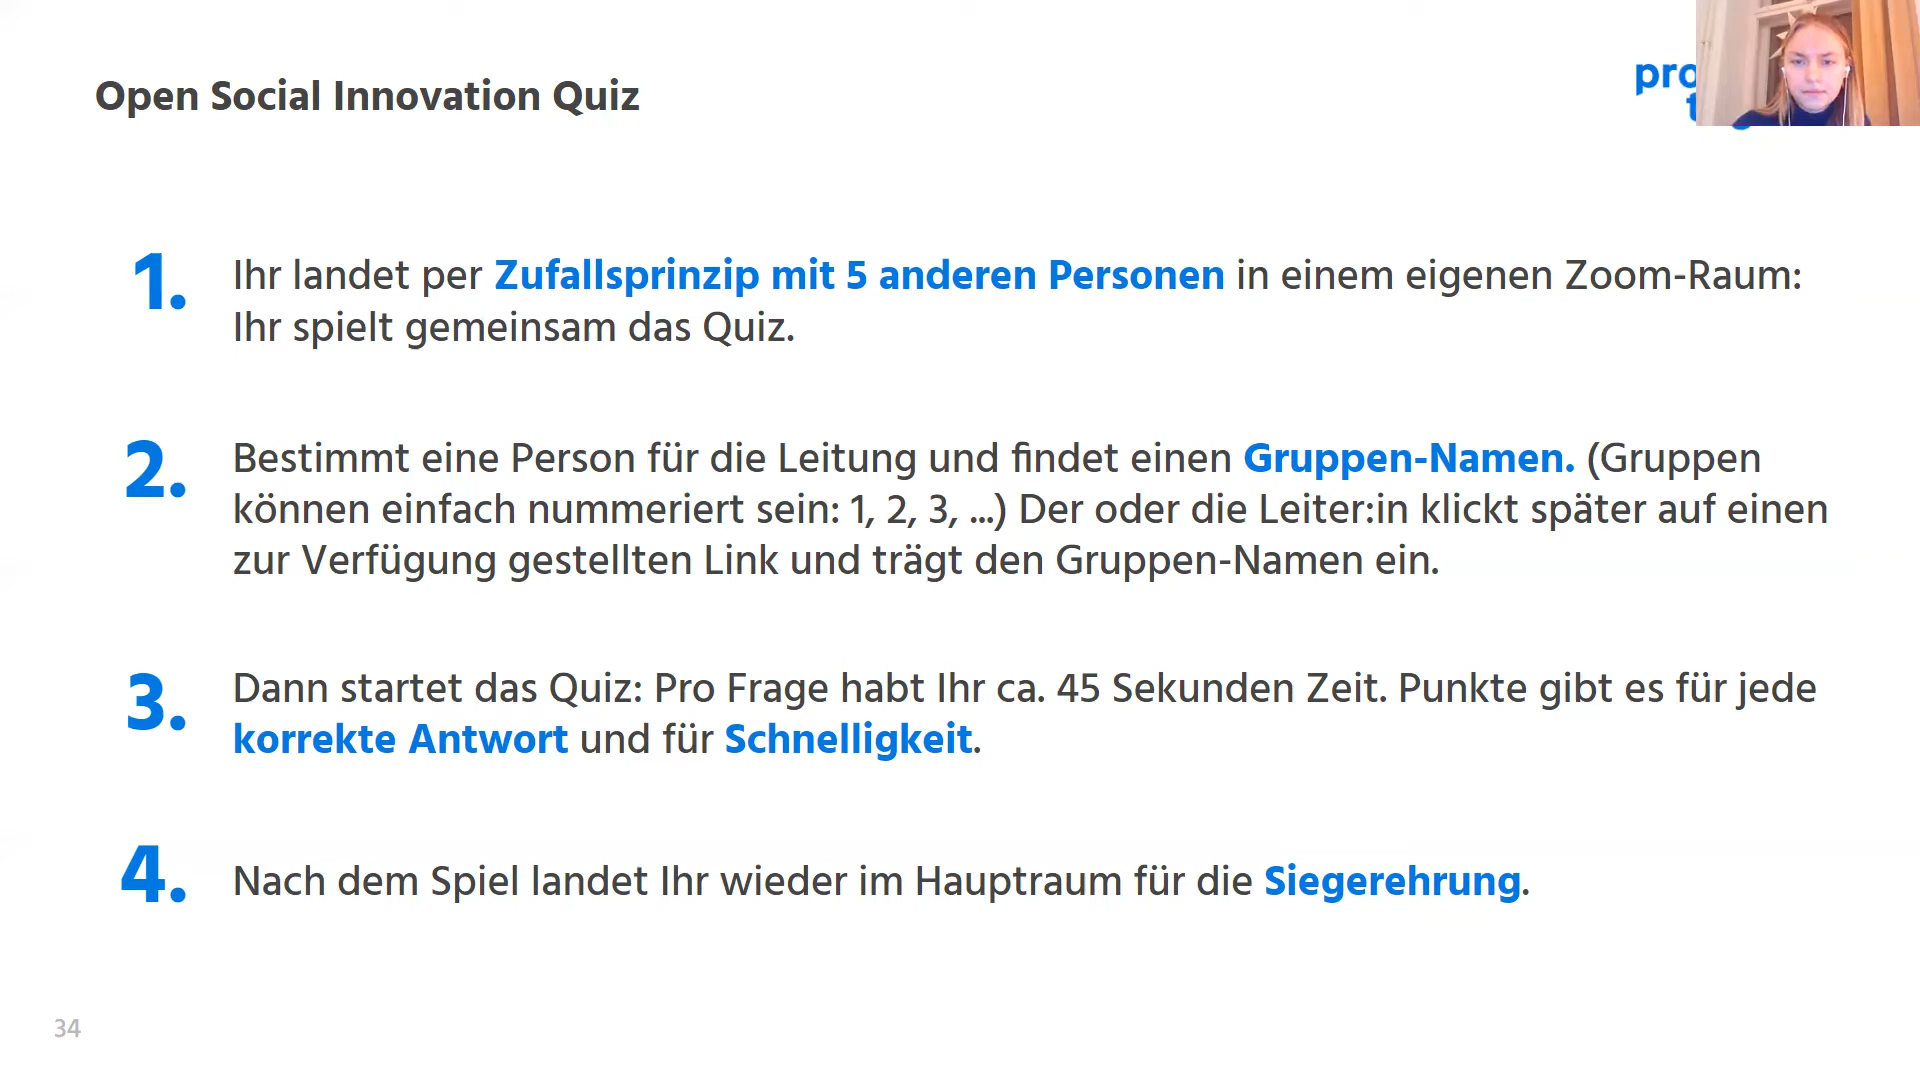 Open Social Innovation Quiz
1. Ihr landet per Zufallsprinzip mit 5 anderen Personen in einem eigenen Zoom-Raum:
Ihr spielt gemeinsam das Quiz.
2. Bestimmt eine Person für die Leitung und findet einen Gruppen-Namen. (Gruppen
können einfach nummeriert sein: 1, 2, 3, ...) Der oder die Leiter:in klickt später auf einen
zur Verfügung gestellten Link und trägt den Gruppen-Namen ein.
3. Dann startet das Quiz: Pro Frage habt Ihr ca. 45 Sekunden Zeit. Punkte gibt es für jede
korrekte Antwort und für Schnelligkeit.
4. Nach dem Spiel landet Ihr wieder im Hauptraum für die Siegerehrung.
34